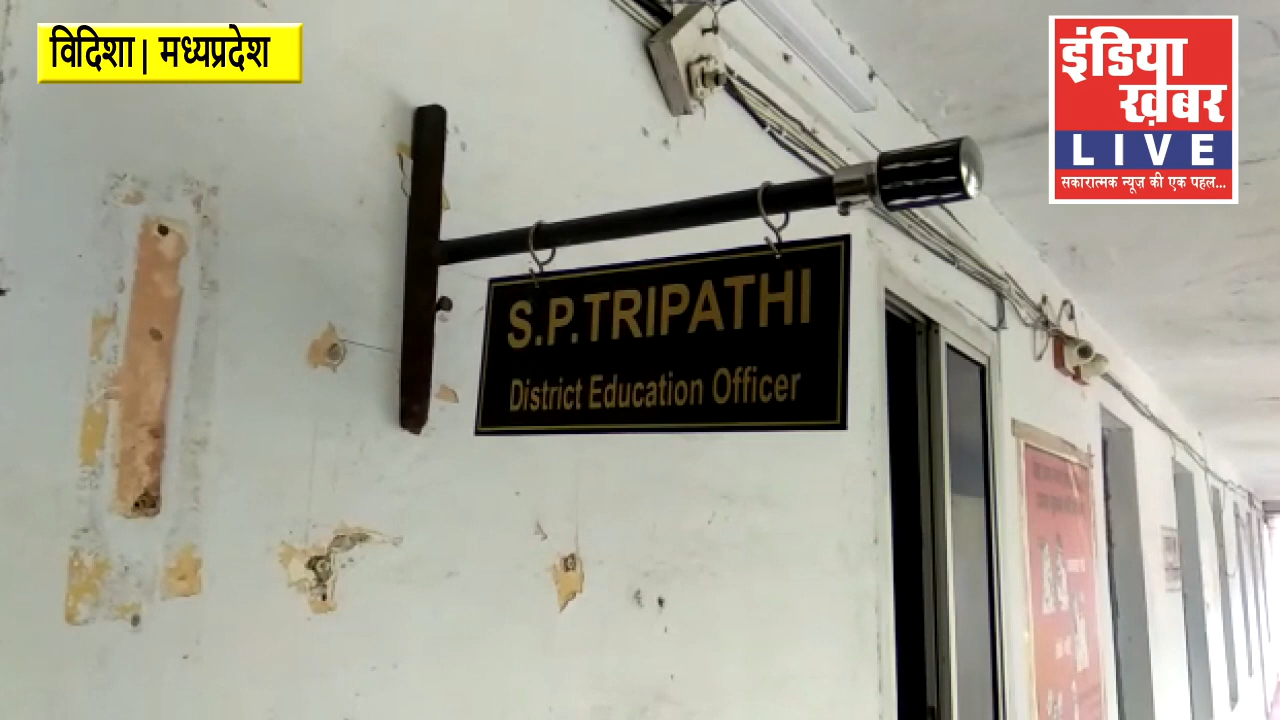 विदिशा| मध्यप्रदेश
इंडिया
ख़बर
LIVE
सकारात्मक न्यूज की एक पहल...
S.P.TRIPATHI
District Education Officer